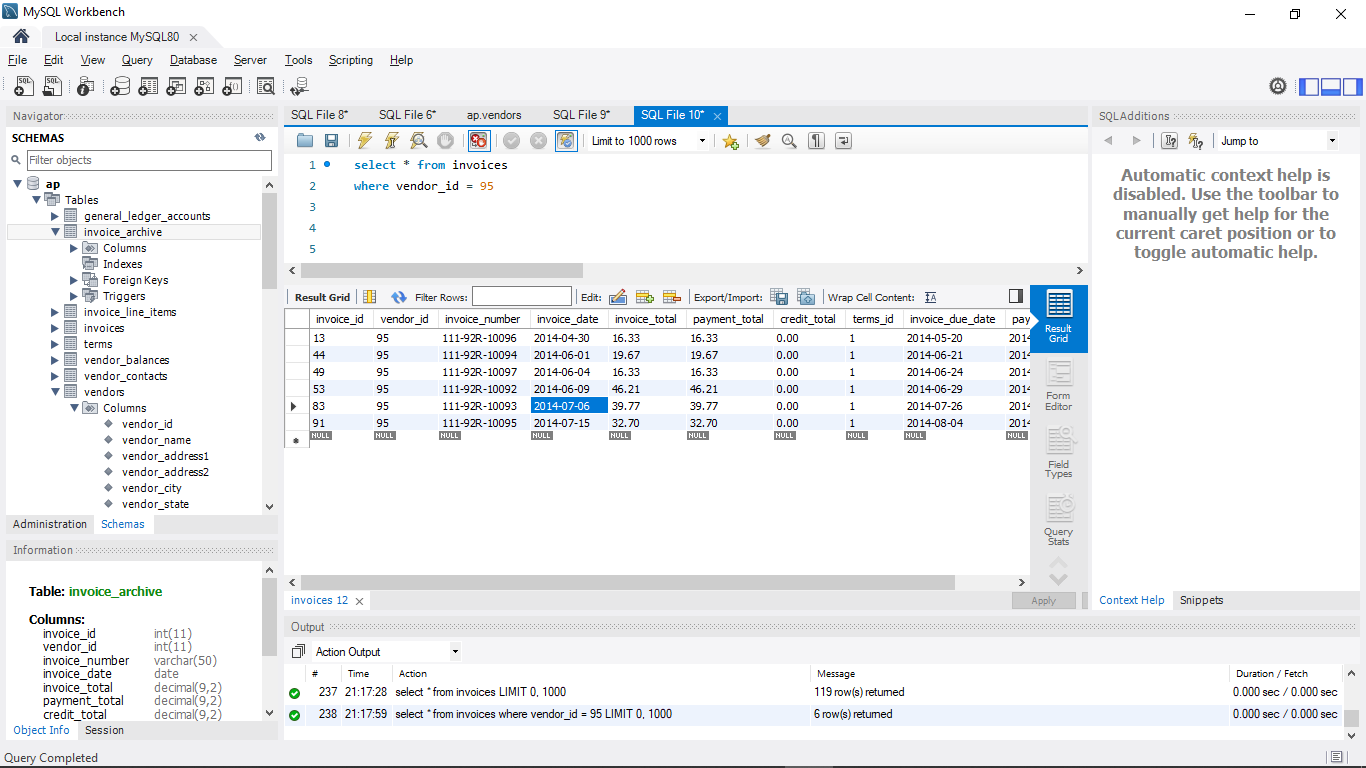 MySQL Workbench
Local instance MySQL80
File Edit View Query Database Server Tools Scripting Help
Navigator
SCHEMAS
Filter objects
ap
Tables
general_ledger_accounts
invoice_archive
Columns
Indexes
Foreign Keys
Triggers
invoice_line_items
invoices
terms
vendor_balances
vendor_contacts
vendors
Columns
vendor_id
vendor_name
vendor_address1
vendor_address2
vendor_city
vendor_state
Administration Schemas
Information
Table: invoice_archive
Columns:
invoice_id int(11)
vendor_id int(11)
invoice_number varchar(50)
invoice_date date
invoice_total decimal(9,2)
payment_total decimal(9,2)
credit_total decimal(9,2)
Object Info Session
SQL File 8* SQL File 6* ap.vendors SQL File 9* SQL File 10*
Limit to 1000 rows
1 select * from invoices
2 where vendor_id = 95
3
4
5
Result Grid Filter Rows: Edit: Export/Import: Wrap Cell Content: IA
invoice_id vendor_id invoice_number invoice_date invoice_total payment_total credit_total terms_id invoice_due_date pay
13 95 111-92R-10096 2014-04-30 16.33 16.33 0.00 1 2014-05-20 2014
44 95 111-92R-10094 2014-06-01 19.67 19.67 0.00 1 2014-06-21 2014
49 95 111-92R-10097 2014-06-04 16.33 16.33 0.00 1 2014-06-24 2014
53 95 111-92R-10092 2014-06-09 46.21 46.21 0.00 1 2014-06-29 2014
83 95 111-92R-10093 2014-07-06 39.77 39.77 0.00 1 2014-07-26 2014
91 95 111-92R-10095 2014-07-15 32.70 32.70 0.00 1 2014-08-04 2014
NULL NULL NULL NULL NULL NULL NULL NULL NULL NULL
Result
Grid
Form
Editor
Field
Types
Query
Stats
invoices 12
Apply
SQLAdditions
Jump to
Automatic context help is
disabled. Use the toolbar to
manually get help for the
current caret position or to
toggle automatic help.
Context Help Snippets
Output
Action Output
# Time Action Message Duration / Fetch
237 21:17:28 select * from invoices LIMIT 0, 1000 119 row(s) returned 0.000 sec / 0.000 sec
238 21:17:59 select * from invoices where vendor_id = 95 LIMIT 0, 1000 6 row(s) returned 0.000 sec / 0.000 sec
Query Completed